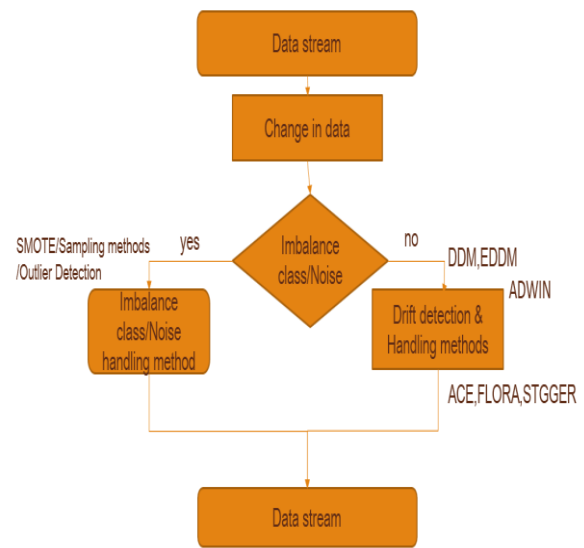 Data stream
Change in data
Imbalance
class/Noise
yes
no
SMOTE/Sampling methods
/Outlier Detection
DDM,EDDM
ADWIN
Imbalance
class/Noise
handling method
Drift detection &
Handling methods
ACE,FLORA,STGGER
Data stream